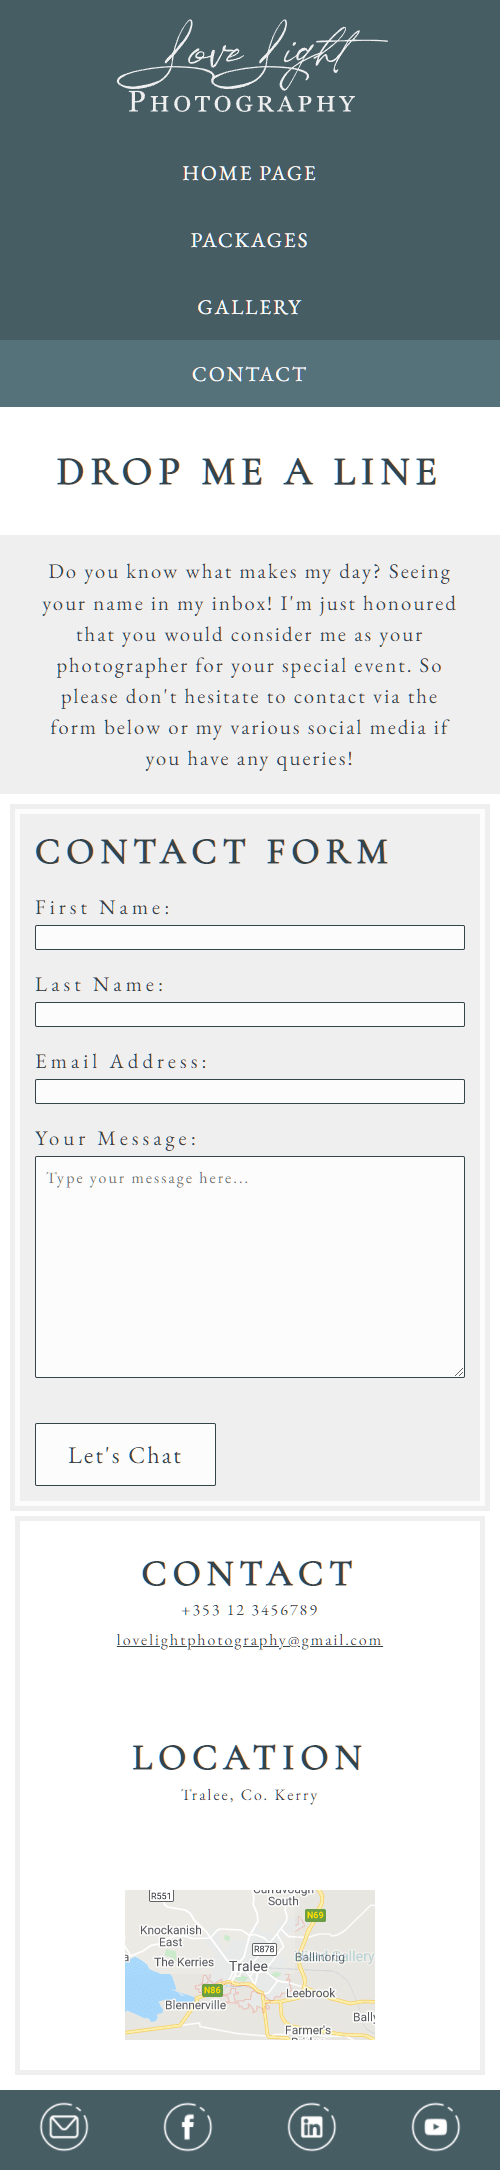 Love Light
PHOTOGRAPHY
HOME PAGE
PACKAGES
GALLERY
CONTACT
DROP ME A LINE
Do you know what makes my day? Seeing
your name in my inbox! I'm just honoured
that you would consider me as your
photographer for your special event. So
please don't hesitate to contact via the
form below or my various social media if
you have any queries!
CONTACT FORM
First Name:
Last Name:
Email Address:
Your Message:
Type your message here...
Let's Chat
CONTACT
+353 12 3456789
lovelightphotography@gmail.com
LOCATION
Tralee, Co. Kerry
R551
South
N69
Knockanish
East
R878
The Kerries
Tralee
Ballinorig
N86
Leebrook
Blennerville
Farmer's